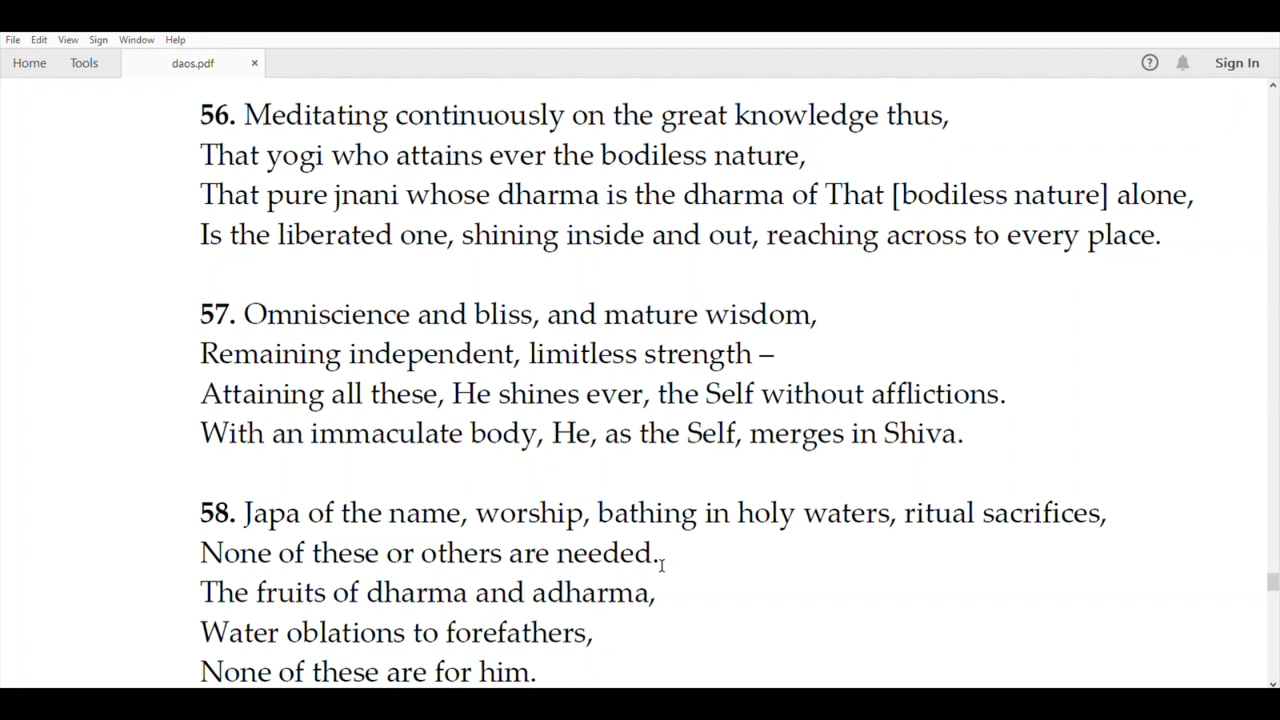 File Edit View Sign Window Help
Home Tools daos.pdf × ? Sign In
56. Meditating continuously on the great knowledge thus,
That yogi who attains ever the bodiless nature,
That pure jnani whose dharma is the dharma of That [bodiless nature] alone,
Is the liberated one, shining inside and out, reaching across to every place.
57. Omniscience and bliss, and mature wisdom,
Remaining independent, limitless strength –
Attaining all these, He shines ever, the Self without afflictions.
With an immaculate body, He, as the Self, merges in Shiva.
58. Japa of the name, worship, bathing in holy waters, ritual sacrifices,
None of these or others are needed.
The fruits of dharma and adharma,
Water oblations to forefathers,
None of these are for him.